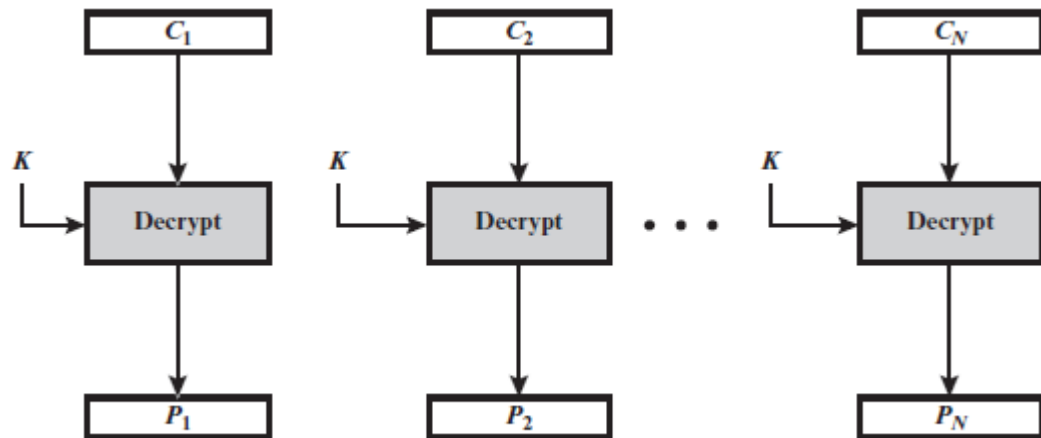 C1 C2 CN
K K K
Decrypt Decrypt • • • Decrypt
P1 P2 PN